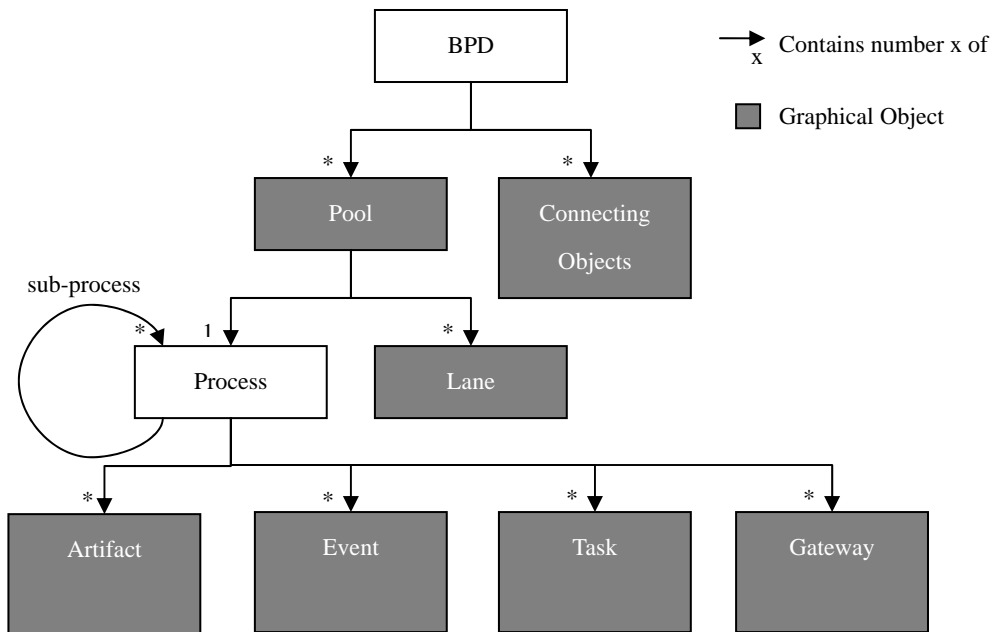 BPD
Contains number x of
x
Graphical Object
*
*
Pool
Connecting
Objects
sub-process
*
1
*
Process
Lane
*
*
*
*
Artifact
Event
Task
Gateway